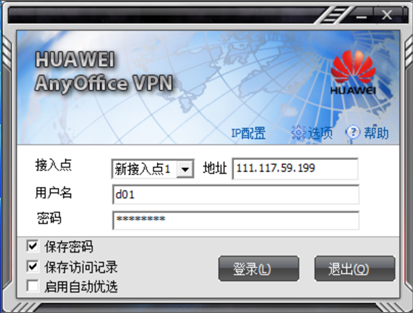 HUAWEI
AnyOffice VPN
HUAWEI
IP配置 选项 ? 帮助
接入点 新接入点1 地址 111.117.59.199
用户名 d01
密码 ********
保存密码
保存访问记录
启用自动优选
登录(L) 退出(Q)